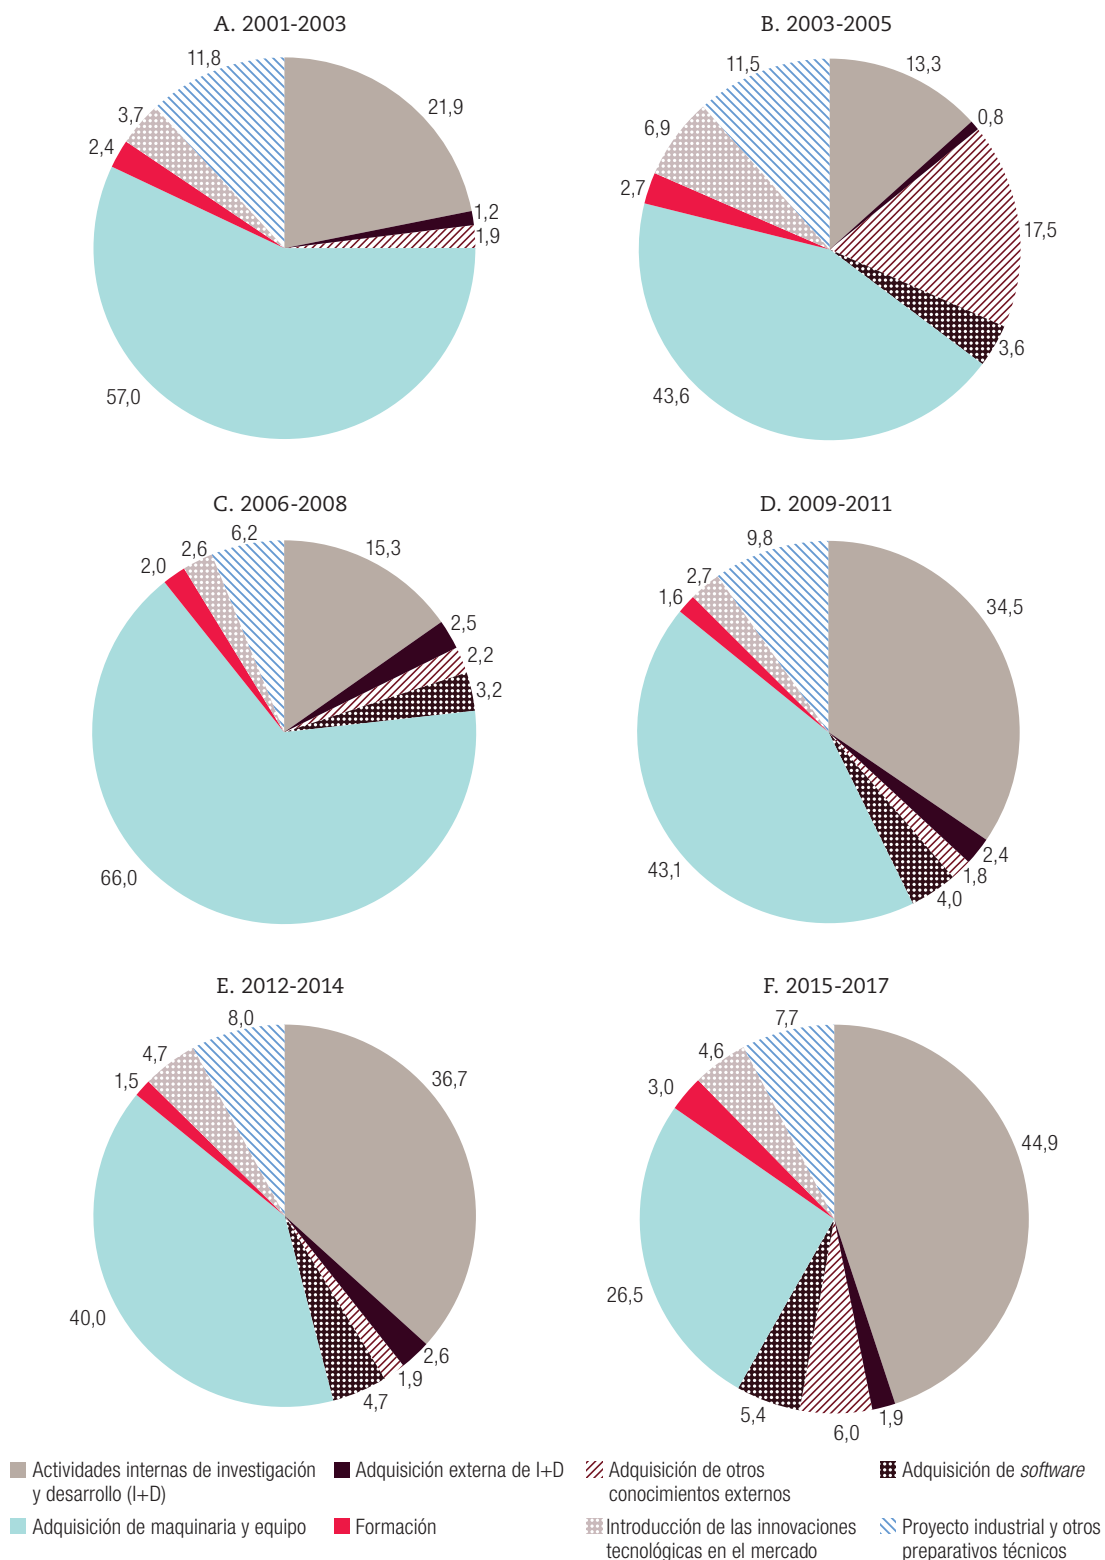 A. 2001-2003
11,8
21,9
3,7
2,4
1,2
1,9
57,0
B. 2003-2005
11,5
13,3
0,8
6,9
2,7
17,5
3,6
43,6
C. 2006-2008
6,2
2,6
2,0
15,3
2,5
2,2
3,2
66,0
D. 2009-2011
9,8
2,7
1,6
34,5
2,4
1,8
4,0
43,1
E. 2012-2014
8,0
4,7
1,5
36,7
2,6
1,9
4,7
40,0
F. 2015-2017
7,7
4,6
3,0
44,9
26,5
5,4
6,0
1,9
Actividades internas de investigación
y desarrollo (I+D)
Adquisición externa de I+D
Adquisición de otros
conocimientos externos
Adquisición de software
Adquisición de maquinaria y equipo
Formación
Introducción de las innovaciones
tecnológicas en el mercado
Proyecto industrial y otros
preparativos técnicos